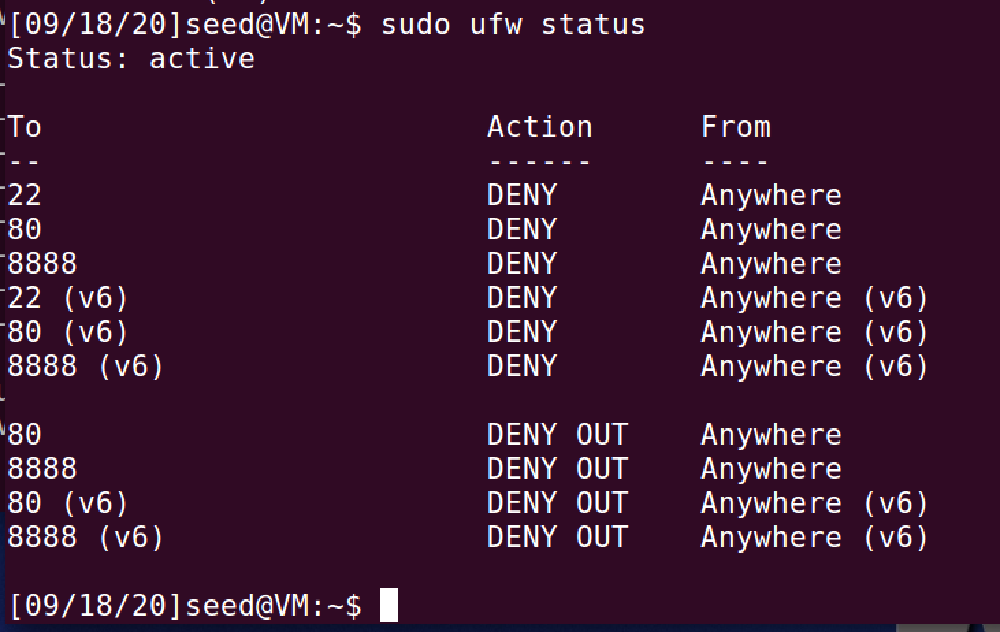 [09/18/20]seed@VM:~$ sudo ufw status
Status: active
To                         Action      From
--                         ------      ----
22                         DENY        Anywhere
80                         DENY        Anywhere
8888                       DENY        Anywhere
22 (v6)                    DENY        Anywhere (v6)
80 (v6)                    DENY        Anywhere (v6)
8888 (v6)                  DENY        Anywhere (v6)
80                         DENY OUT    Anywhere
8888                       DENY OUT    Anywhere
80 (v6)                    DENY OUT    Anywhere (v6)
8888 (v6)                  DENY OUT    Anywhere (v6)
[09/18/20]seed@VM:~$